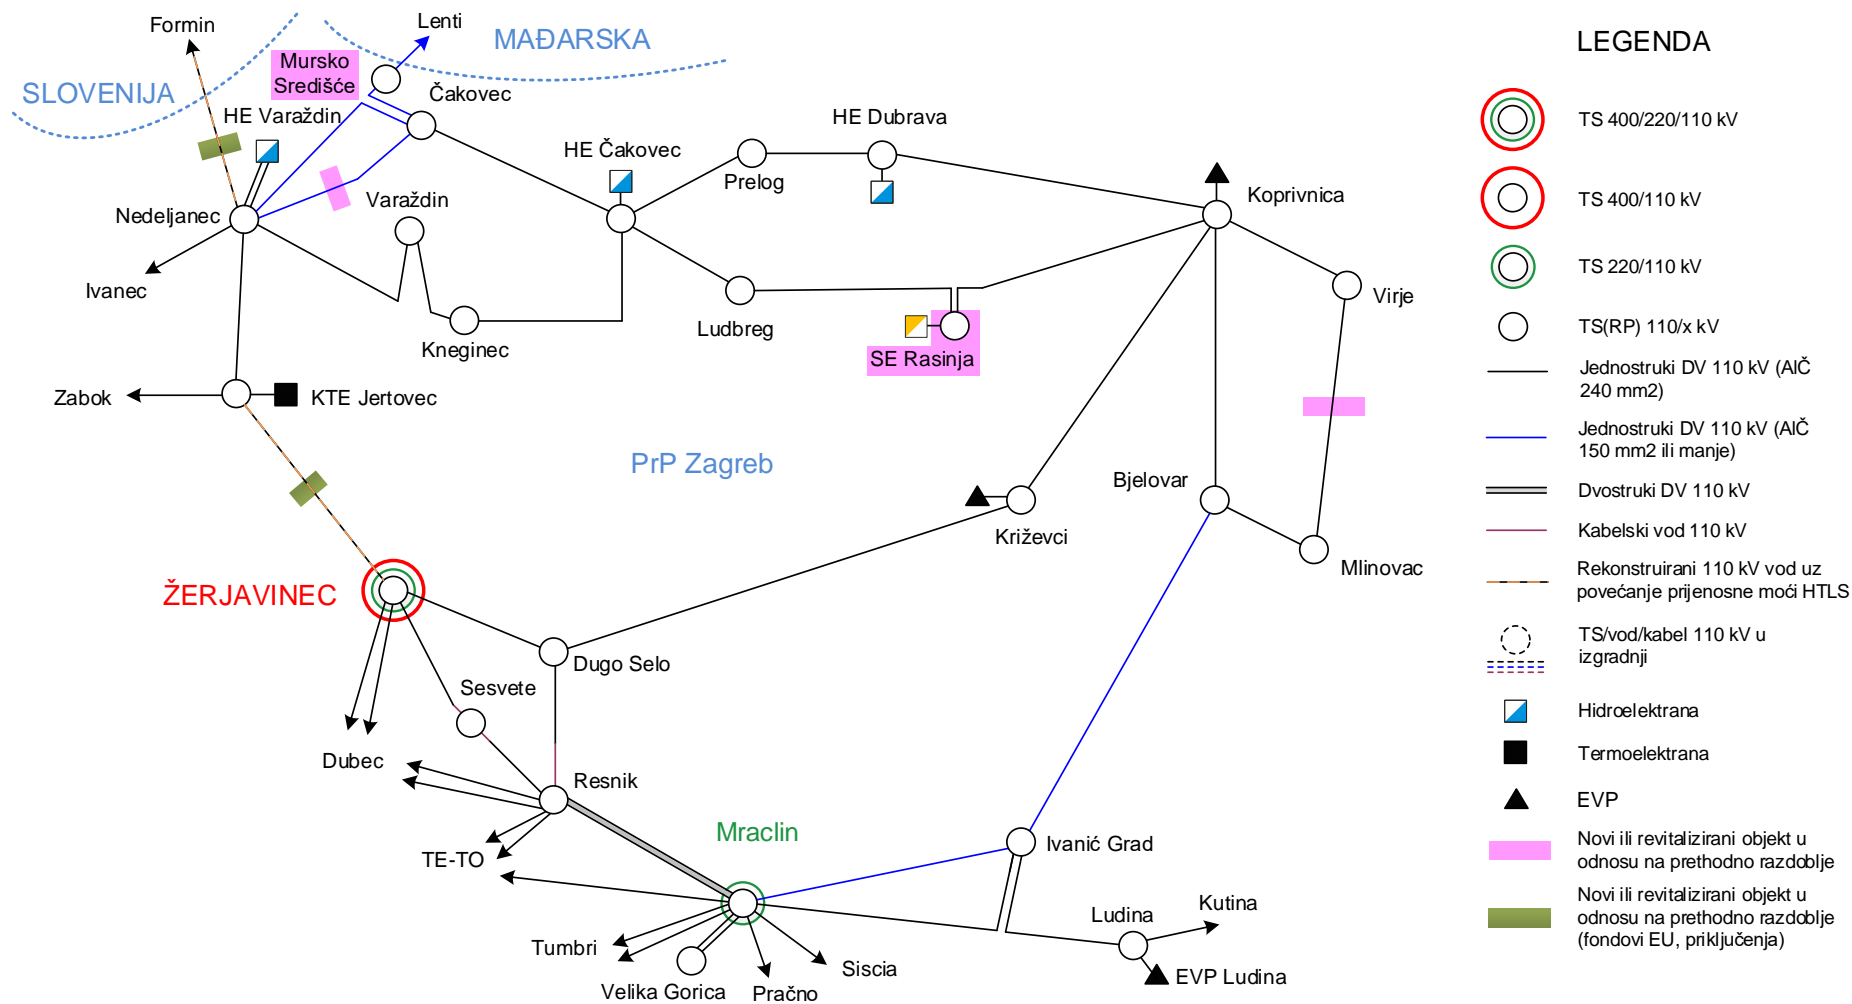 Formin
Lenti
MAĐARSKA
Mursko
Središće
SLOVENIJA
HE Varaždin
Čakovec
HE Čakovec
HE Dubrava
Prelog
Koprivnica
Varaždin
Nedeljanec
Ivanec
Kneginec
Ludbreg
SE Rasinja
Virje
Zabok
KTE Jertovec
PrP Zagreb
Bjelovar
Križevci
Mlinovac
ŽERJAVINEC
Dugo Selo
Sesvete
Dubec
Resnik
Mraclin
TE-TO
Ivanić Grad
Ludina
Kutina
Tumbri
Siscia
EVP Ludina
Velika Gorica
Pračno
LEGENDA
TS 400/220/110 kV
TS 400/110 kV
TS 220/110 kV
TS(RP) 110/x kV
Jednostruki DV 110 kV (AlČ
240 mm2)
Jednostruki DV 110 kV (AlČ
150 mm2 ili manje)
Dvostruki DV 110 kV
Kabelski vod 110 kV
Rekonstruirani 110 kV vod uz
povećanje prijenosne moći HTLS
TS/vod/kabel 110 kV u
izgradnji
Hidroelektrana
Termoelektrana
EVP
Novi ili revitalizirani objekt u
odnosu na prethodno razdoblje
Novi ili revitalizirani objekt u
odnosu na prethodno razdoblje
(fondovi EU, priključenja)